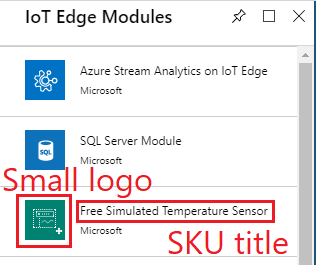 IoT Edge Modules
Azure Stream Analytics on IoT Edge
Microsoft
SQL
SQL Server Module
Microsoft
Small logo
Free Simulated Temperature Sensor
Microsoft
SKU title